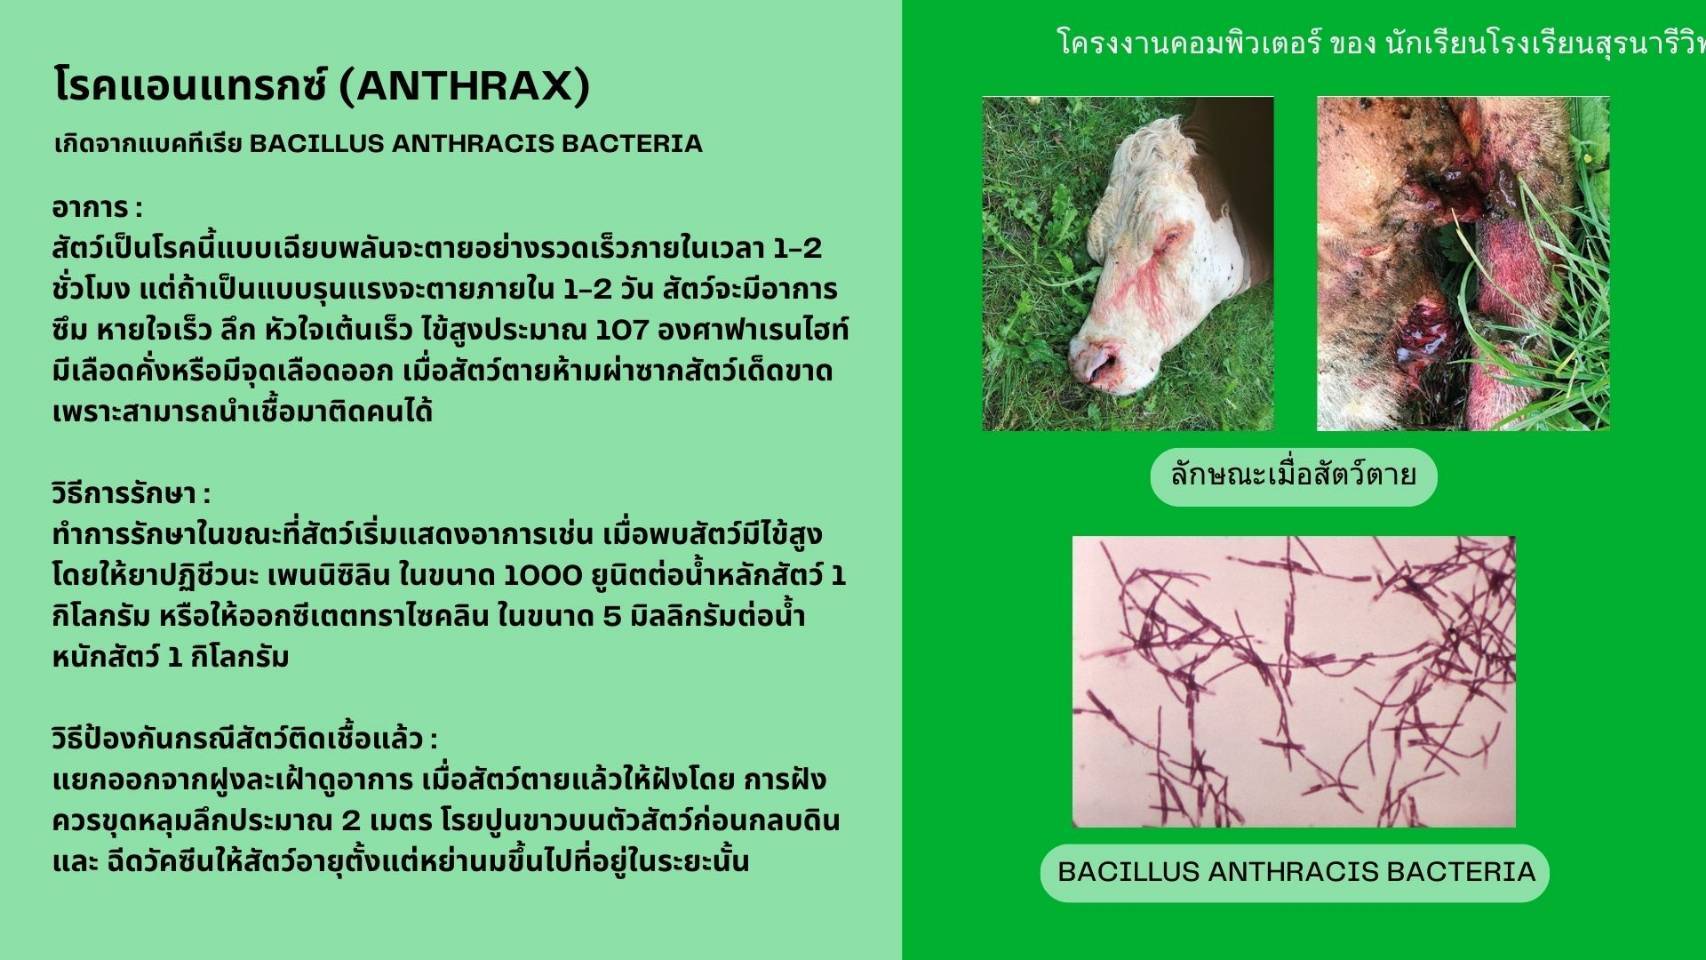 โรคแอนแทรกซ์ (ANTHRAX)
เกิดจากแบคทีเรีย BACILLUS ANTHRACIS BACTERIA
อาการ :
สัตว์เป็นโรคนี้แบบเฉียบพลันจะตายอย่างรวดเร็วภายในเวลา 1-2
ชั่วโมง แต่ถ้าเป็นแบบรุนแรงจะตายภายใน 1-2 วัน สัตว์จะมีอาการ
ซึม หายใจเร็ว ลึก หัวใจเต้นเร็ว ไข้สูงประมาณ 107 องศาฟาเรนไฮท์
มีเลือดคั่งหรือมีจุดเลือดออก เมื่อสัตว์ตายห้ามผ่าซากสัตว์เด็ดขาด
เพราะสามารถนำเชื้อมาติดคนได้
วิธีการรักษา :
ทำการรักษาในขณะที่สัตว์เริ่มแสดงอาการเช่น เมื่อพบสัตว์มีไข้สูง
โดยให้ยาปฏิชีวนะ เพนนิซิลิน ในขนาด 1000 ยูนิตต่อน้ำหลักสัตว์ 1
กิโลกรัม หรือให้ออกซีเตตทราไซคลิน ในขนาด 5 มิลลิกรัมต่อน้ำ
หนักสัตว์ 1 กิโลกรัม
วิธีป้องกันกรณีสัตว์ติดเชื้อแล้ว :
แยกออกจากฝูงละเฝ้าดูอาการ เมื่อสัตว์ตายแล้วให้ฝังโดย การฝัง
ควรขุดหลุมลึกประมาณ 2 เมตร โรยปูนขาวบนตัวสัตว์ก่อนกลบดิน
และ ฉีดวัคซีนให้สัตว์อายุตั้งแต่หย่านมขึ้นไปที่อยู่ในระยะนั้น
โครงงานคอมพิวเตอร์ ของ นักเรียนโรงเรียนสุรนารีวิท
ลักษณะเมื่อสัตว์ตาย
BACILLUS ANTHRACIS BACTERIA